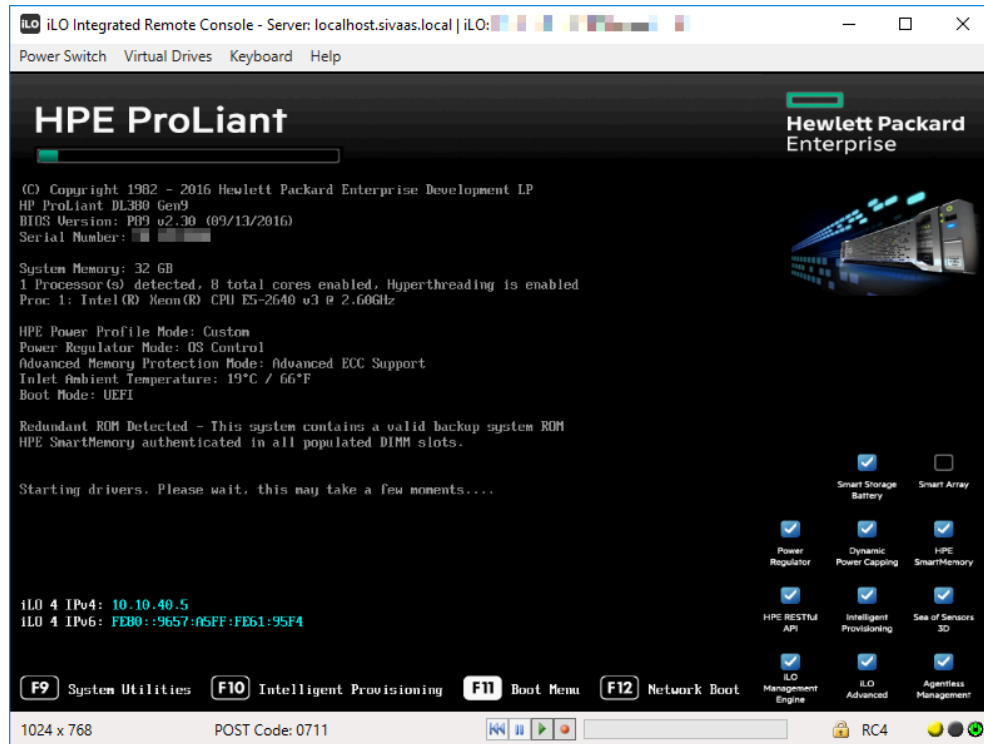 iLO iLO Integrated Remote Console - Server: localhost.sivaas.local | iLO:
Power Switch Virtual Drives Keyboard Help
HPE ProLiant
Hewlett Packard
Enterprise
(C) Copyright 1982 - 2016 Hewlett Packard Enterprise Development LP
HP ProLiant DL380 Gen9
BIOS Version: P89 v2.30 (09/13/2016)
Serial Number:
System Memory: 32 GB
1 Processor(s) detected, 8 total cores enabled, Hyperthreading is enabled
Proc 1: Intel(R) Xeon(R) CPU E5-2640 v3 @ 2.60GHz
HPE Power Profile Mode: Custom
Power Regulator Mode: OS Control
Advanced Memory Protection Mode: Advanced ECC Support
Inlet Ambient Temperature: 19°C / 66°F
Boot Mode: UEFI
Redundant ROM Detected - This system contains a valid backup system ROM
HPE SmartMemory authenticated in all populated DIMM slots.
Starting drivers. Please wait, this may take a few moments....
Smart Storage
Battery
Smart Array
Power
Regulator
Dynamic
Power Capping
HPE
SmartMemory
iLO 4 IPv4: 10.10.40.5
iLO 4 IPv6: FE80::9657:A5FF:FE61:95F4
HPE RESTful
API
Intelligent
Provisioning
Sea of Sensors
3D
iLO
Management
Engine
iLO
Advanced
Agentless
Management
F9 System Utilities F10 Intelligent Provisioning F11 Boot Menu F12 Network Boot
1024 x 768 POST Code: 0711 RC4